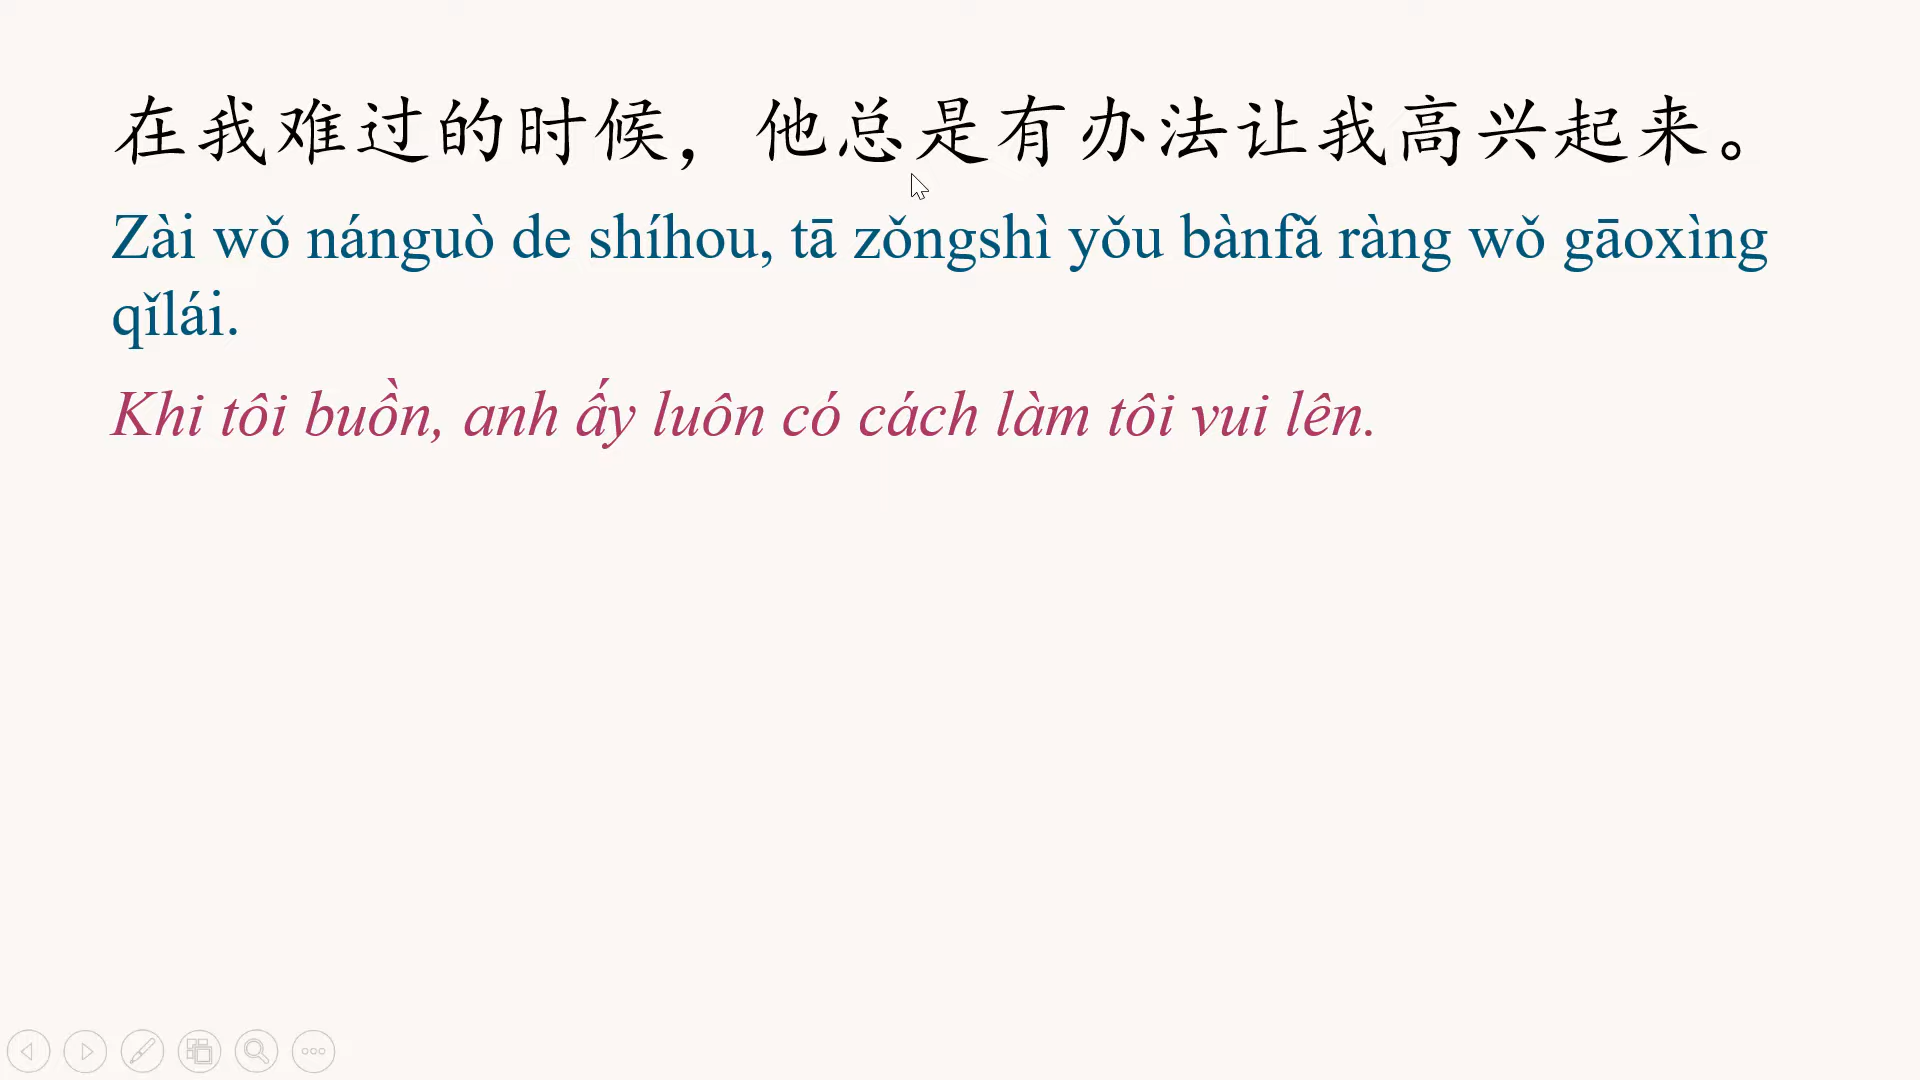 在我难过的时候，他总是有办法让我高兴起来。
Zài wǒ nánguò de shíhou, tā zǒngshì yǒu bànfǎ ràng wǒ gāoxìng
qǐlái.
Khi tôi buồn, anh ấy luôn có cách làm tôi vui lên.